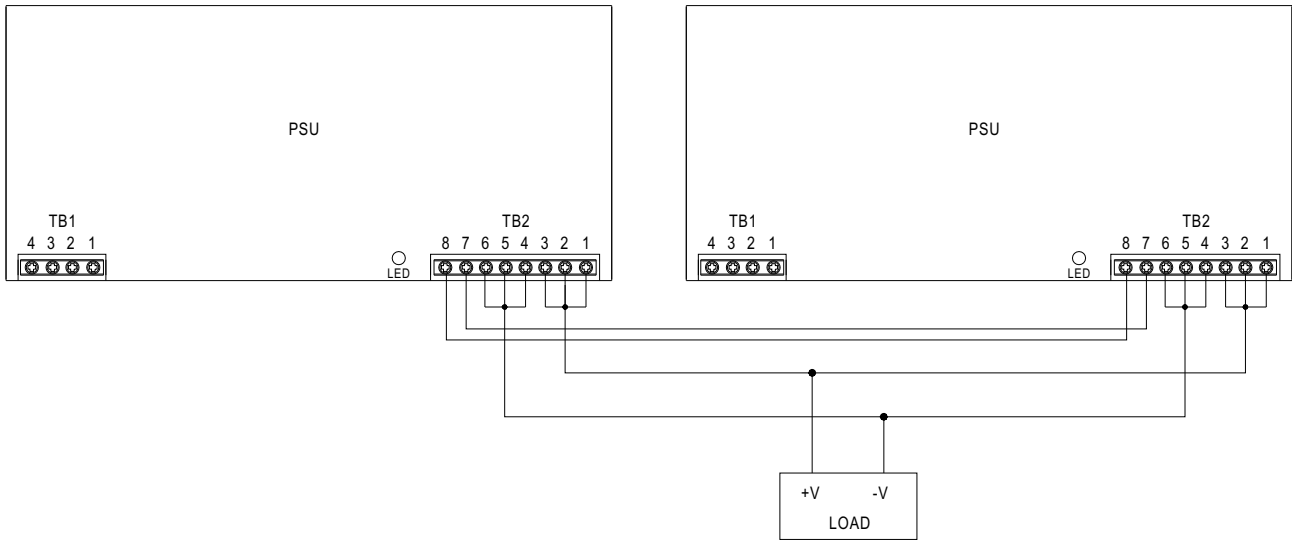 PSU PSU
TB1 TB2 TB1 TB2
4 3 2 1 8 7 6 5 4 3 2 1 4 3 2 1 8 7 6 5 4 3 2 1
LED LED
+V -V
LOAD